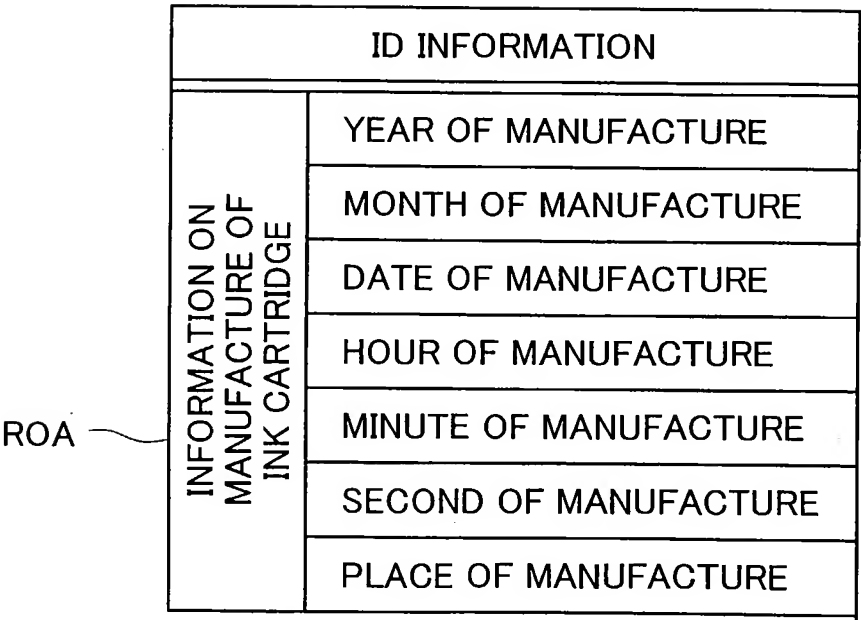 ID INFORMATION
INFORMATION ON
MANUFACTURE OF
INK CARTRIDGE
YEAR OF MANUFACTURE
MONTH OF MANUFACTURE
DATE OF MANUFACTURE
HOUR OF MANUFACTURE
MINUTE OF MANUFACTURE
SECOND OF MANUFACTURE
PLACE OF MANUFACTURE
ROA